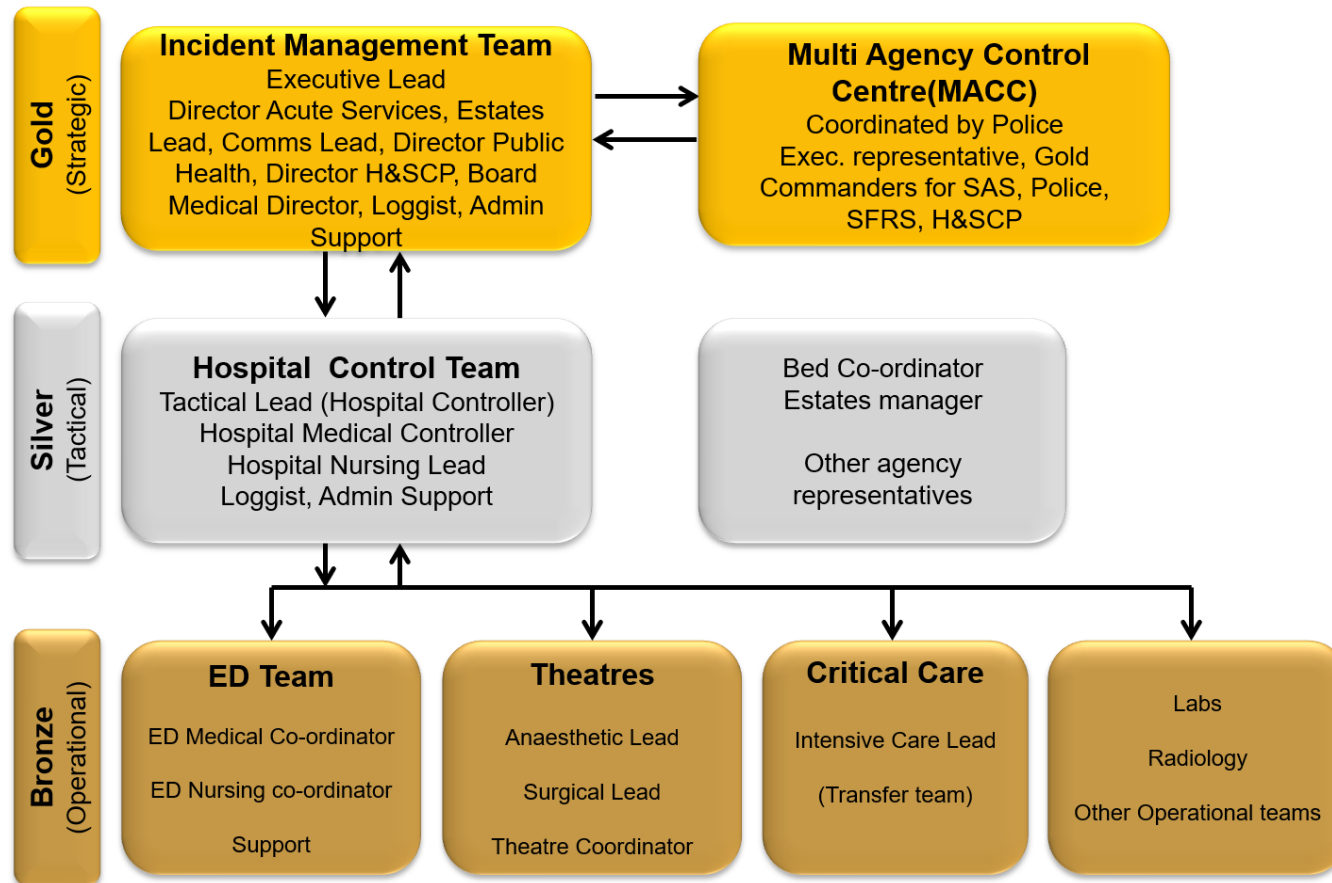 Gold
(Strategic)
Incident Management Team
Executive Lead
Director Acute Services, Estates
Lead, Comms Lead, Director Public
Health, Director H&SCP, Board
Medical Director, Loggist, Admin
Support
Multi Agency Control
Centre(MACC)
Coordinated by Police
Exec. representative, Gold
Commanders for SAS, Police,
SFRS, H&SCP
Silver
(Tactical)
Hospital  Control Team
Tactical Lead (Hospital Controller)
Hospital Medical Controller
Hospital Nursing Lead
Loggist, Admin Support
Bed Co-ordinator
Estates manager
Other agency
representatives
Bronze
(Operational)
ED Team
ED Medical Co-ordinator
ED Nursing co-ordinator
Support
Theatres
Anaesthetic Lead
Surgical Lead
Theatre Coordinator
Critical Care
Intensive Care Lead
(Transfer team)
Labs
Radiology
Other Operational teams